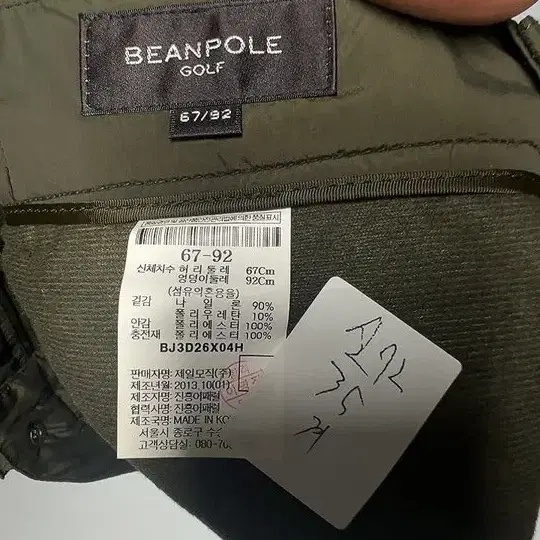 BEANPOLE
GOLF
67/92
67-92
신체치수 허리둘레 67Cm
엉덩이둘레 92Cm
(섬유의혼용율)
겉감 나일론 90%
폴리우레탄 10%
안감 폴리에스터 100%
충전재 폴리에스터 100%
BJ3D26X04H
판매자명: 제일모직(주)
제조년월: 2013.10(01)
제조자명: 진흥어패럴
협력사명: 진흥어패럴
제조국명: MADE IN KO
서울시 종로구 수
고객상담실: 080-70
35